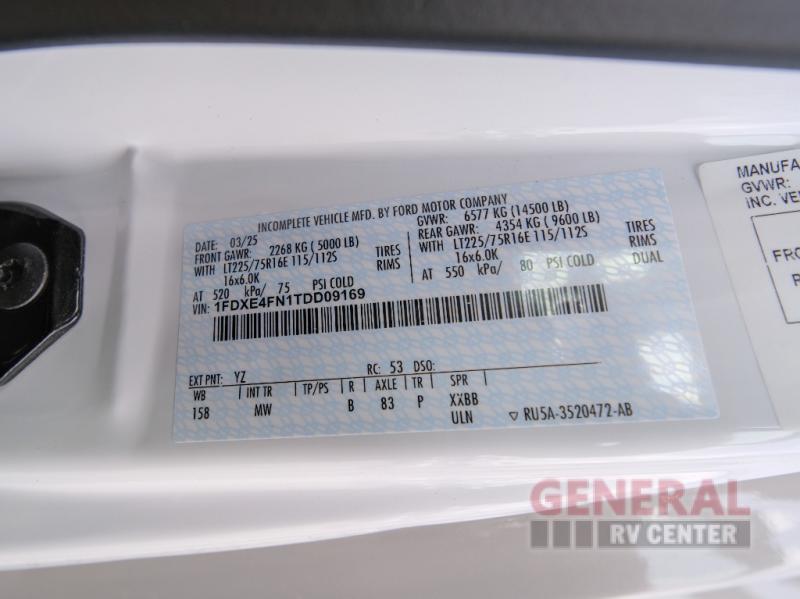 INCOMPLETE VEHICLE MFD. BY FORD MOTOR COMPANY
DATE: 03/25 GVWR: 6577 KG (14500 LB)
FRONT GAWR: 2268 KG (5000 LB) REAR GAWR: 4354 KG (9600 LB)
WITH LT225/75R16E 115/112S TIRES WITH LT225/75R16E 115/112S TIRES
16x6.0K RIMS 16x6.0K RIMS
AT 520 kPa/ 75 PSI COLD AT 550 kPa/ 80 PSI COLD DUAL
VIN: 1FDXE4FN1TDD09169
EXT PNT: YZ RC: 53 DSO:
WB INT TR TP/PS R AXLE TR SPR
158 MW B 83 P XXBB
ULN ▽ RU5A-3520472-AB
MANUFA
GVWR:
INC. VE
FRO
GENERAL
RV CENTER